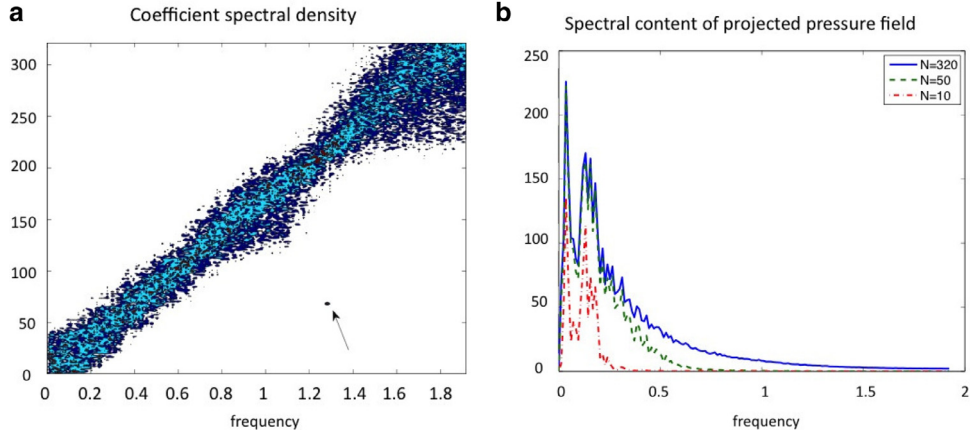 a
Coefficient spectral density
300
250
200
150
100
50
0
0 0.2 0.4 0.6 0.8 1 1.2 1.4 1.6 1.8
frequency
b
Spectral content of projected pressure field
250
200
150
100
50
0
N=320
N=50
N=10
0 0.5 1 1.5 2
frequency